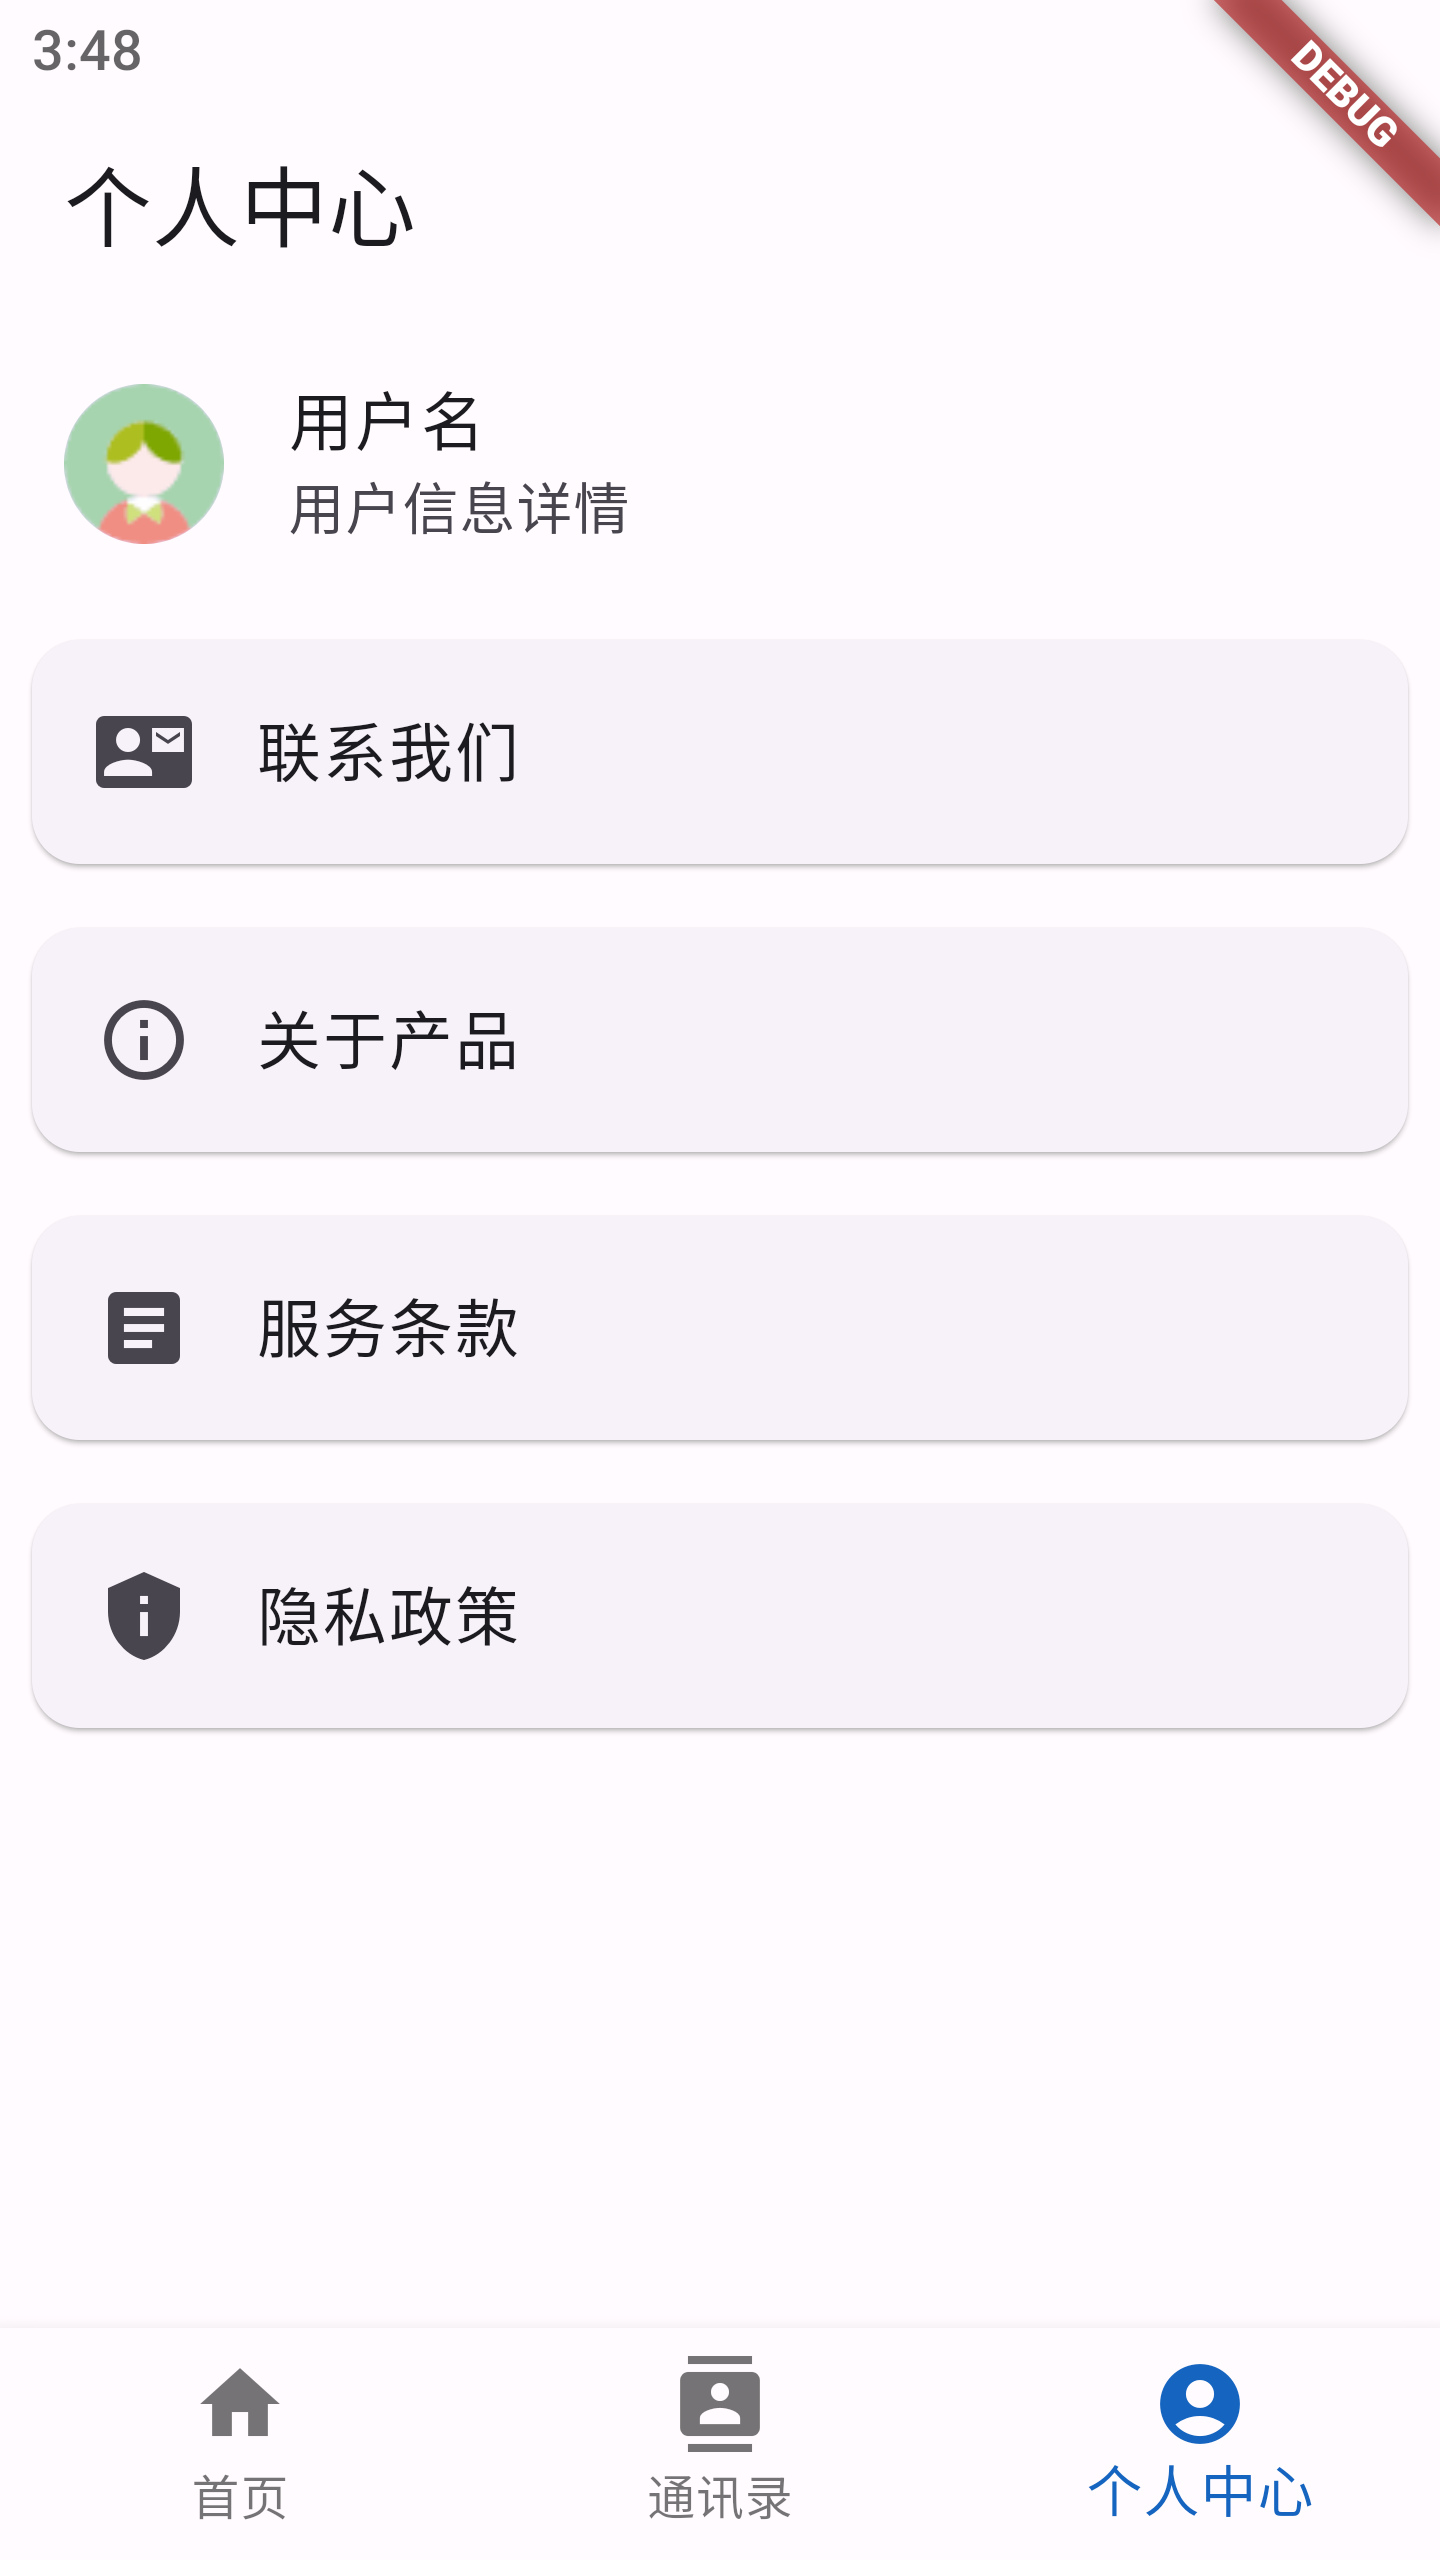 3:48
DEBUG
个人中心
用户名
用户信息详情
联系我们
关于产品
服务条款
隐私政策
首页
通讯录
个人中心